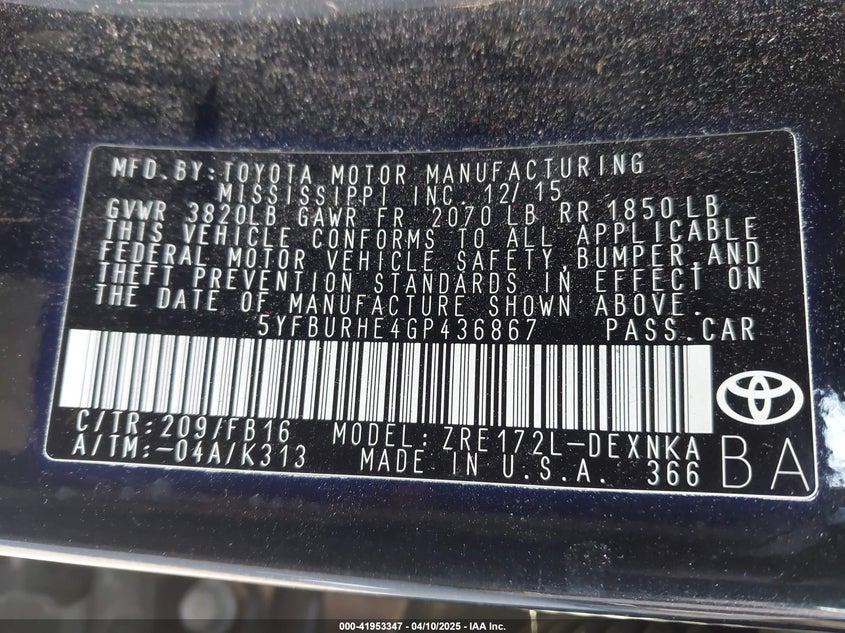 MFD.BY:TOYOTA MOTOR MANUFACTURING
MISSISSIPPI INC. 12/15
GVWR 3820LB GAWR FR 2070 LB RR 1850 LB
THIS VEHICLE CONFORMS TO ALL APPLICABLE
FEDERAL MOTOR VEHICLE SAFETY,BUMPER,AND
THEFT PREVENTION STANDARDS IN EFFECT ON
THE DATE OF MANUFACTURE SHOWN ABOVE.
5YFBURHE4GP436867 PASS.CAR
C/TR:209/FB16 MODEL: ZRE172L-DEXNKA
A/TM:-04A/K313 MADE IN U.S.A. 366
BA
000-41953347 - 04/10/2025 - IAA Inc.